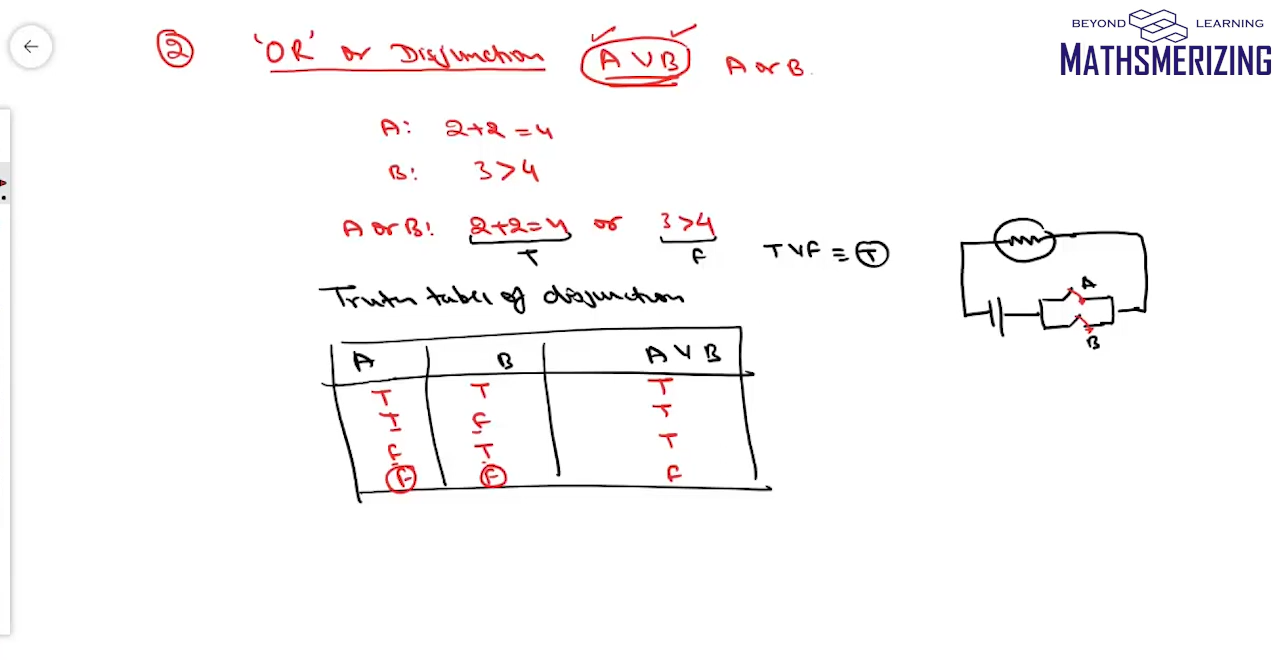 BEYOND LEARNING
MATHSMERIZING
② 'OR' or Disjunction A ∨ B A or B.
A: 2+2=4
B: 3>4
A or B: 2+2=4 or 3>4
T F T∨F ≡ T
Truth table of disjunction
A B A ∨ B
T T T
T F T
F T T
F F F
A
B